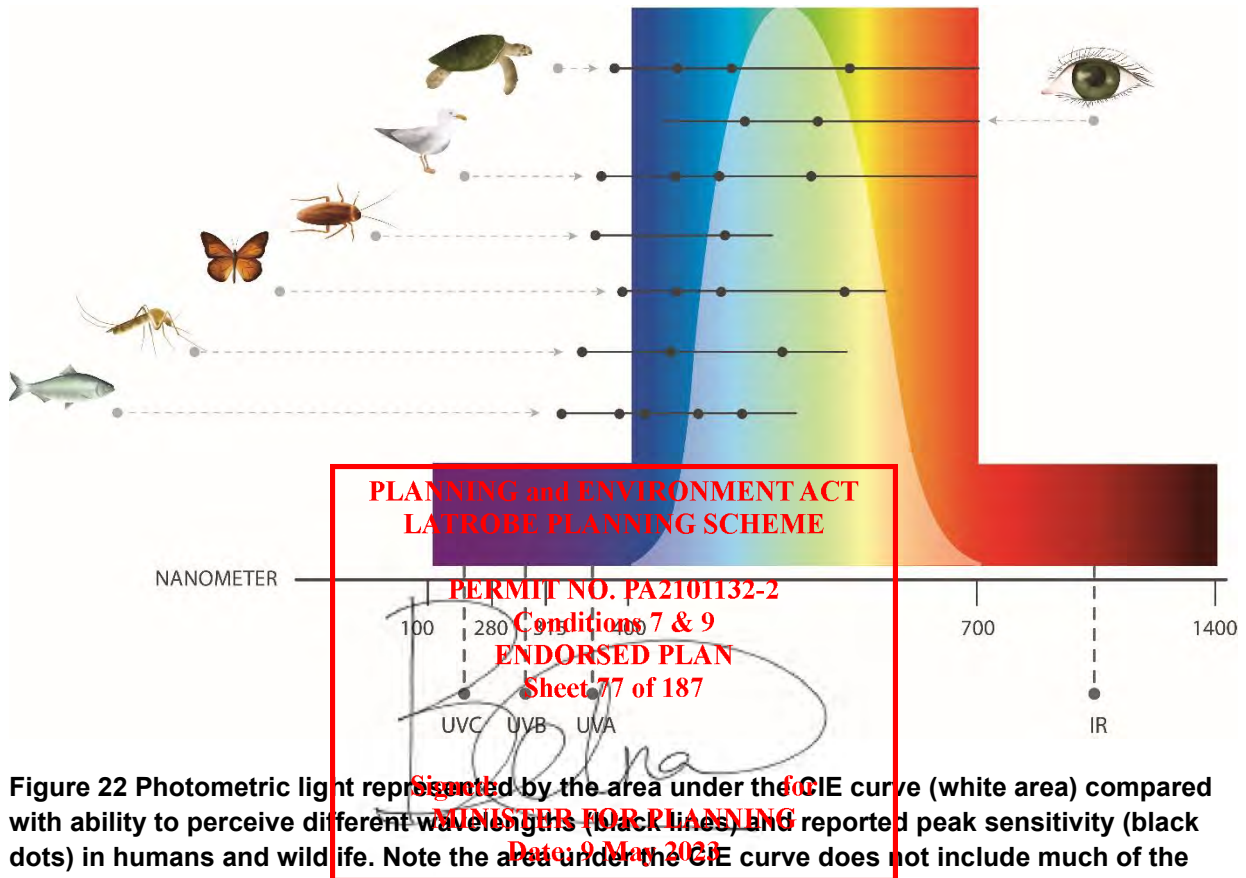 PLANNING and ENVIRONMENT ACT
LATROBE PLANNING SCHEME
NANOMETER
PERMIT NO. PA2101132-2
100 280 315 400 700 1400
Conditions 7 & 9
ENDORSED PLAN
Sheet 77 of 187
UVC UVB UVA IR
Signed: for
MINISTER FOR PLANNING
Date: 9 May 2023
Figure 22 Photometric light represented by the area under the CIE curve (white area) compared
with ability to perceive different wavelengths (black lines) and reported peak sensitivity (black
dots) in humans and wildlife. Note the area under the CIE curve does not include much of the